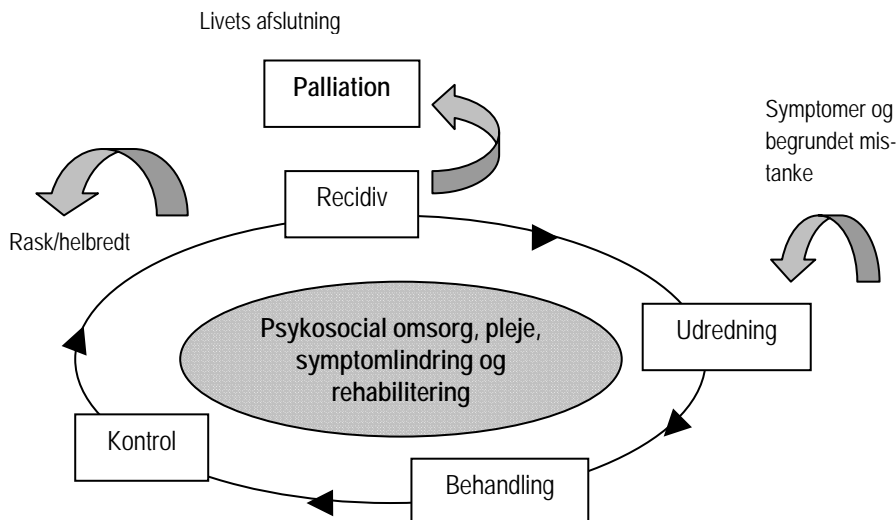 Livets afslutning
Palliation
Symptomer og
begrundet mis-
tanke
Recidiv
Rask/helbredt
Udredning
Psykosocial omsorg, pleje,
symptomlindring og
rehabilitering
Kontrol
Behandling